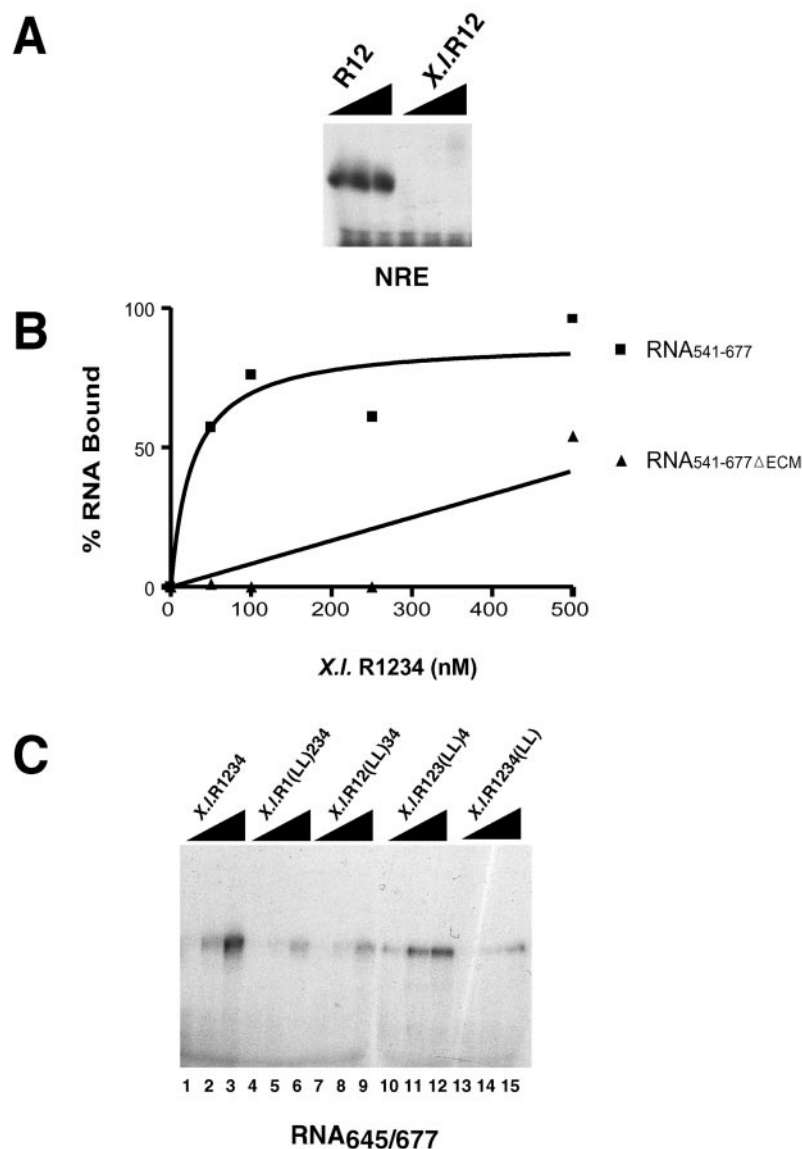 A
R12 X.l.R12
NRE
B
100
50
0
% RNA Bound
0 100 200 300 400 500
X.l. R1234 (nM)
■ RNA541-677
▲ RNA541-677△ECM
C
X.l.R1234 X.l.R1(LL)234 X.l.R12(LL)34 X.l.R123(LL)4 X.l.R1234(LL)
1 2 3 4 5 6 7 8 9 10 11 12 13 14 15
RNA645/677